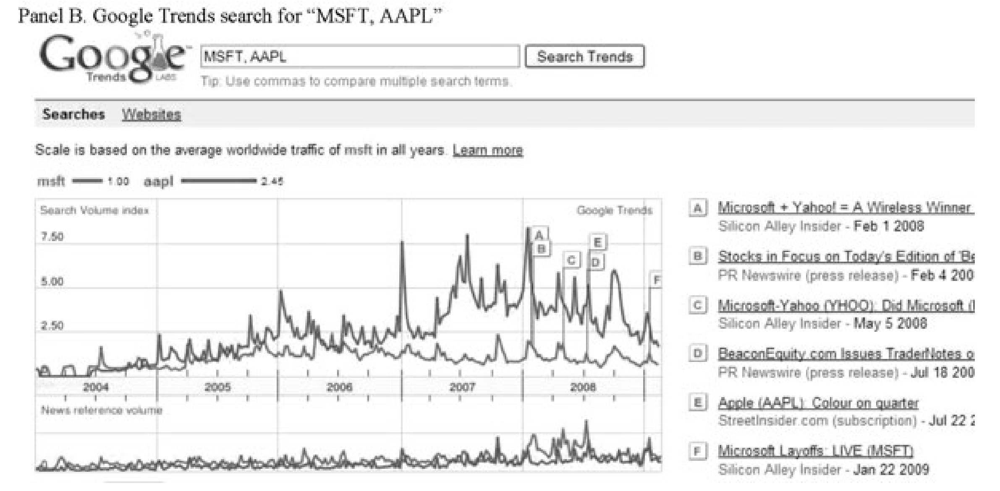 Panel B. Google Trends search for “MSFT, AAPL”
Google
Trends LABS
MSFT, AAPL
Search Trends
Tip: Use commas to compare multiple search terms.
Searches Websites
Scale is based on the average worldwide traffic of msft in all years. Learn more
msft 1.00 aapl 2.45
Search Volume index
Google Trends
7.50
5.00
2.50
A
B
C
D
E
F
2004 2005 2006 2007 2008
News reference volume
A Microsoft + Yahoo! = A Wireless Winner
Silicon Alley Insider - Feb 1 2008
B Stocks in Focus on Today's Edition of 'Be
PR Newswire (press release) - Feb 4 200
C Microsoft-Yahoo (YHOO): Did Microsoft (
Silicon Alley Insider - May 5 2008
D BeaconEquity.com Issues TraderNotes o
PR Newswire (press release) - Jul 18 200
E Apple (AAPL): Colour on quarter
StreetInsider.com (subscription) - Jul 22 2
F Microsoft Layoffs: LIVE (MSFT)
Silicon Alley Insider - Jan 22 2009